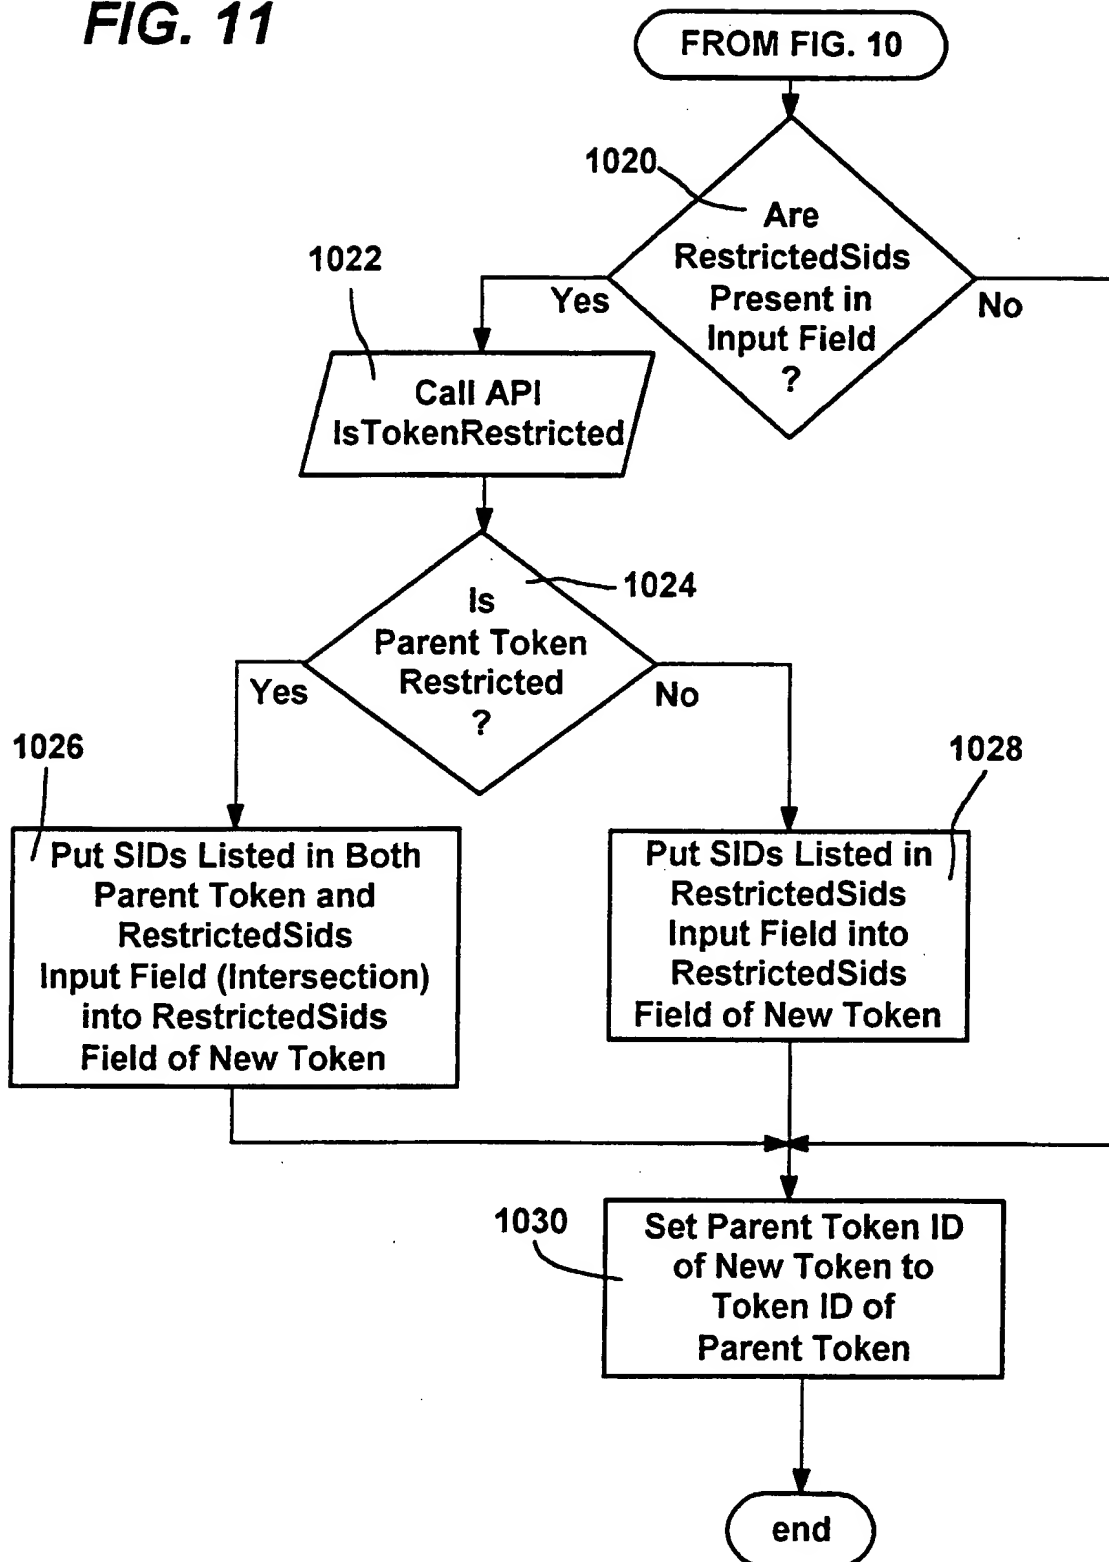 FIG. 11
FROM FIG. 10
1020
Are
RestrictedSids
Present in
Input Field
?
Yes
No
1022
Call API
IsTokenRestricted
1024
Is
Parent Token
Restricted
?
Yes
No
1026
Put SIDs Listed in Both
Parent Token and
RestrictedSids
Input Field (Intersection)
into RestrictedSids
Field of New Token
1028
Put SIDs Listed in
RestrictedSids
Input Field into
RestrictedSids
Field of New Token
1030
Set Parent Token ID
of New Token to
Token ID of
Parent Token
end